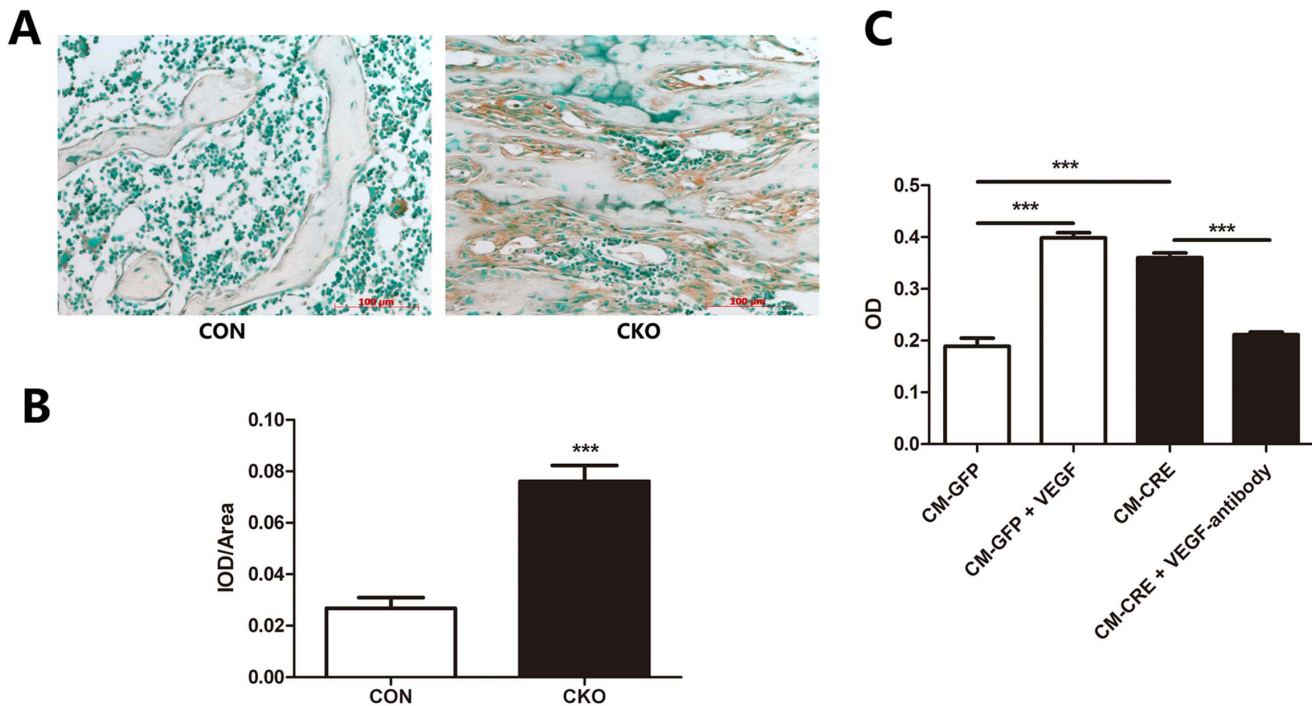 A
100 μm
CON
100 μm
CKO
B
0.10
0.08
0.06
0.04
0.02
0.00
IOD/Area
***
CON
CKO
C
0.5
0.4
0.3
0.2
0.1
0.0
OD
***
***
***
CM-GFP
CM-GFP + VEGF
CM-CRE
CM-CRE + VEGF-antibody